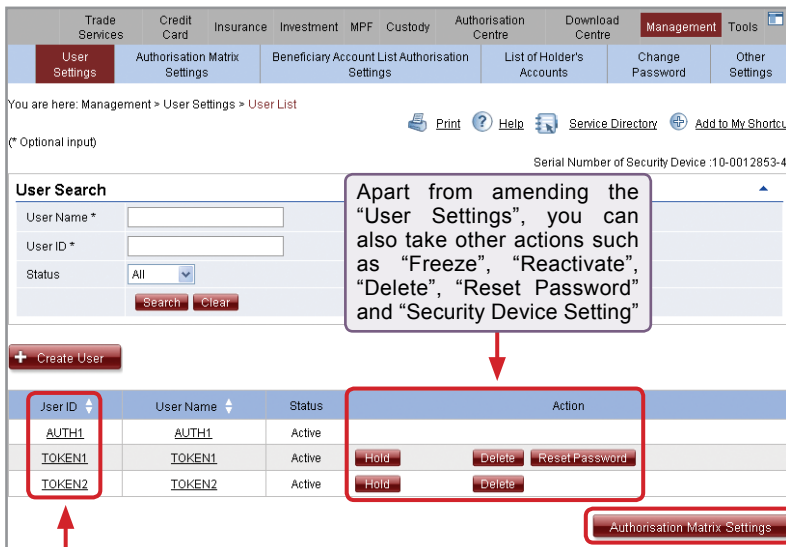 Trade Services Credit Card Insurance Investment MPF Custody Authorisation Centre Download Centre Management Tools
User Settings Authorisation Matrix Settings Beneficiary Account List Authorisation Settings List of Holder's Accounts Change Password Other Settings
You are here: Management > User Settings > User List
Print Help Service Directory Add to My Shortcu
(* Optional input)
Serial Number of Security Device :10-0012853-4
User Search
User Name *
User ID *
Status All
Search Clear
Apart from amending the
“User Settings”, you can
also take other actions such
as “Freeze”, “Reactivate”,
“Delete”, “Reset Password”
and “Security Device Setting”
+ Create User
User ID User Name Status Action
AUTH1 AUTH1 Active
TOKEN1 TOKEN1 Active Hold Delete Reset Password
TOKEN2 TOKEN2 Active Hold Delete
Authorisation Matrix Settings